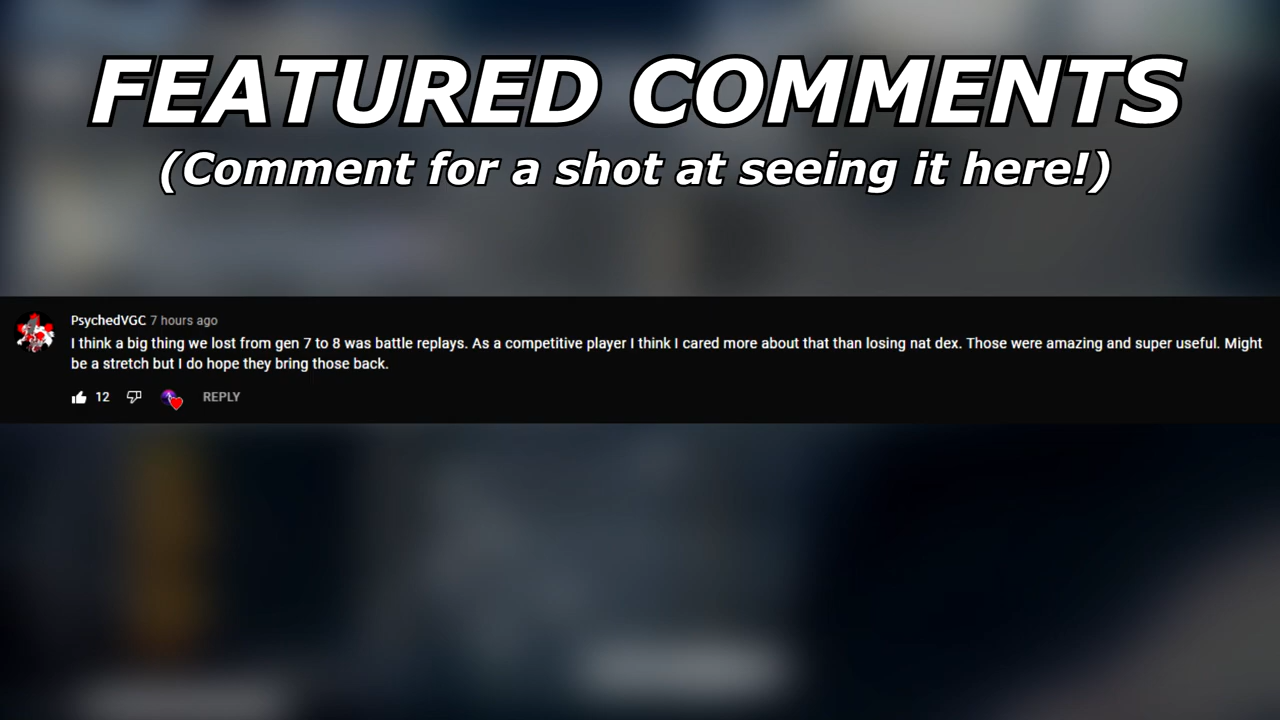 FEATURED COMMENTS
(Comment for a shot at seeing it here!)
PsychedVGC 7 hours ago
I think a big thing we lost from gen 7 to 8 was battle replays. As a competitive player I think I cared more about that than losing nat dex. Those were amazing and super useful. Might
be a stretch but I do hope they bring those back.
12 REPLY